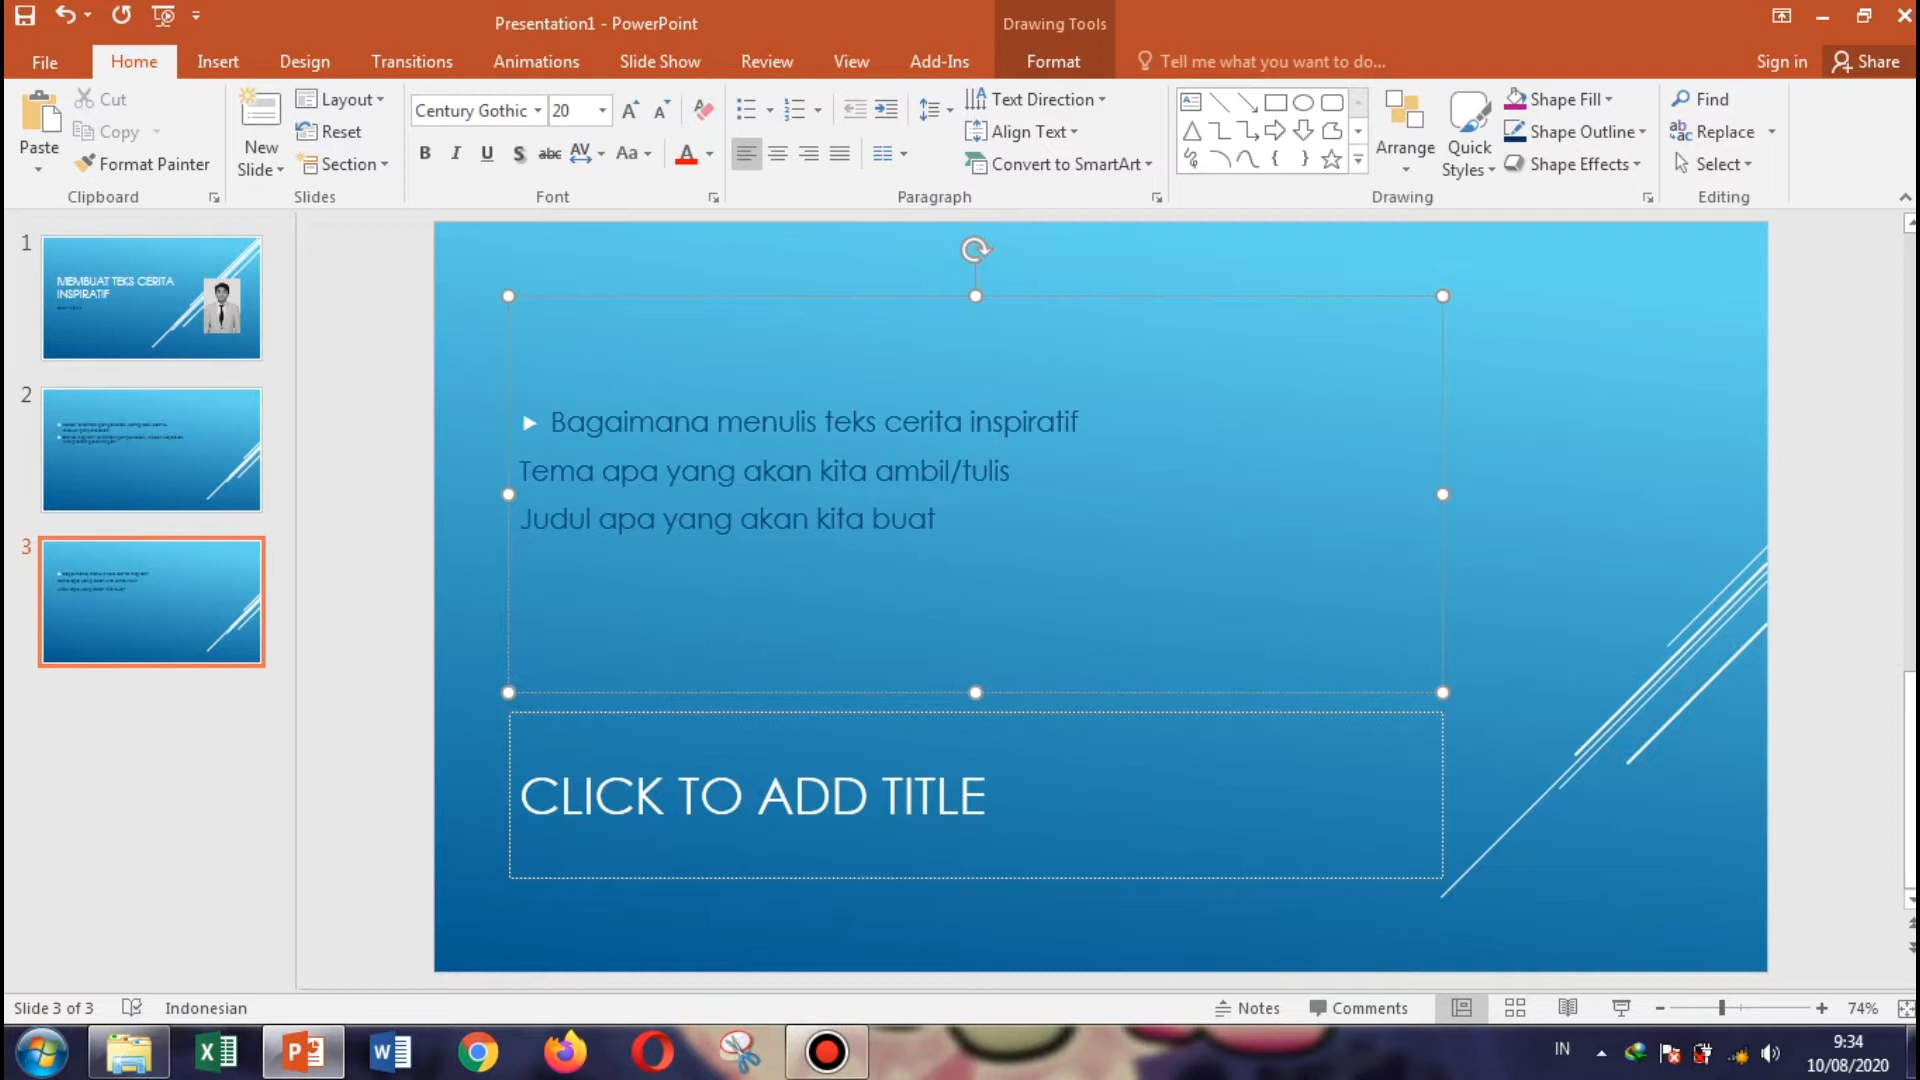 Presentation1 - PowerPoint
Drawing Tools
File
Home
Insert
Design
Transitions
Animations
Slide Show
Review
View
Add-Ins
Format
Tell me what you want to do...
Sign in
Share
Paste
Cut
Copy
Format Painter
Clipboard
New
Slide
Layout
Reset
Section
Slides
Century Gothic
20
B I U S abc AV Aa A
Font
Text Direction
Align Text
Convert to SmartArt
Paragraph
Arrange
Quick
Styles
Shape Fill
Shape Outline
Shape Effects
Drawing
Find
Replace
Select
Editing
1
MEMBUAT TEKS CERITA
INSPIRATIF
2
3
Bagaimana menulis teks cerita inspiratif
Tema apa yang akan kita ambil/tulis
Judul apa yang akan kita buat
CLICK TO ADD TITLE
Slide 3 of 3
Indonesian
Notes
Comments
74%
IN
9:34
10/08/2020